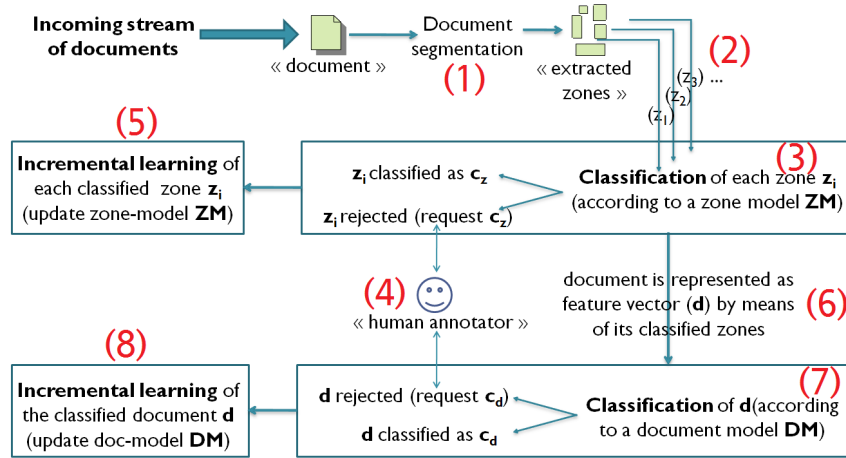 Incoming stream
of documents
« document »
Document
segmentation
(1)
« extracted
zones »
(2)
(z3) ...
(z2)
(z1)
(3)
Classification of each zone zi
(according to a zone model ZM)
zi classified as cz
zi rejected (request cz)
(5)
Incremental learning of
each classified zone zi
(update zone-model ZM)
(4)
« human annotator »
document is represented as
feature vector (d) by means
of its classified zones
(6)
(7)
Classification of d(according
to a document model DM)
d rejected (request cd)
d classified as cd
(8)
Incremental learning of
the classified document d
(update doc-model DM)